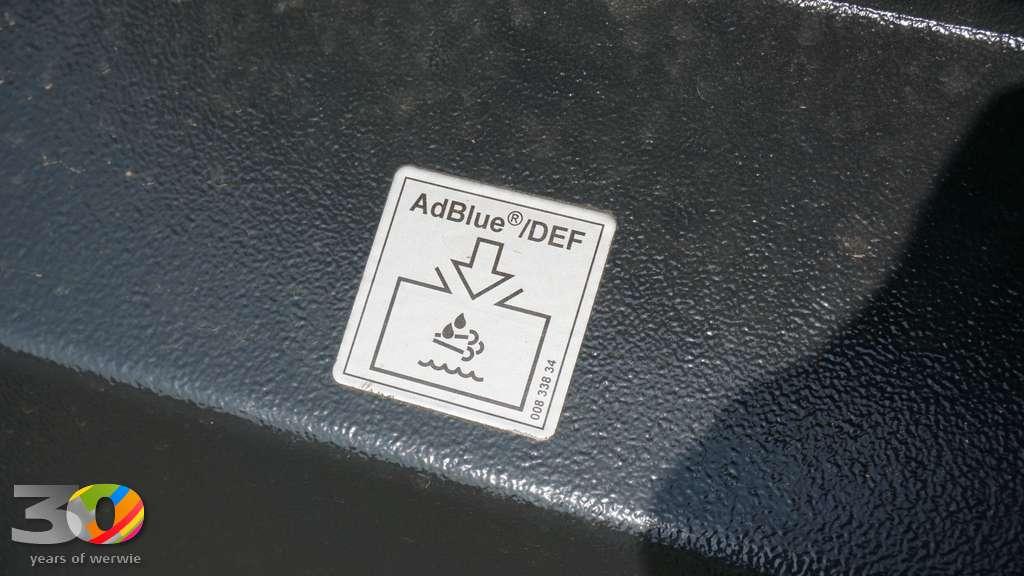 AdBlue®/DEF
008 338 34
30
years of werwie